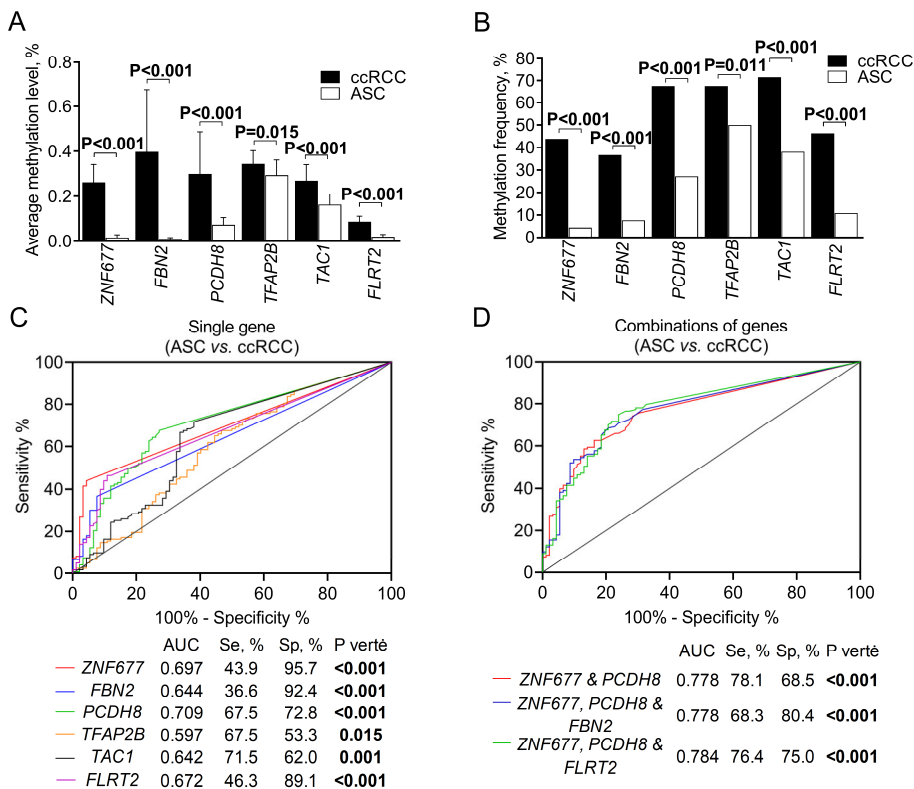 A
Average methylation level, %
0.8
0.6
0.4
0.2
0.0
P<0.001
P<0.001
P<0.001
P=0.015
P<0.001
P<0.001
ccRCC
ASC
ZNF677
FBN2
PCDH8
TFAP2B
TAC1
FLRT2
B
Methylation frequency, %
80
70
60
50
40
30
20
10
0
P<0.001
P<0.001
P<0.001
P=0.011
P<0.001
P<0.001
ccRCC
ASC
ZNF677
FBN2
PCDH8
TFAP2B
TAC1
FLRT2
C
Single gene
(ASC vs. ccRCC)
Sensitivity %
100
80
60
40
20
0
0 20 40 60 80 100
100% - Specificity %
AUC Se, % Sp, % P vertė
ZNF677 0.697 43.9 95.7 <0.001
FBN2 0.644 36.6 92.4 <0.001
PCDH8 0.709 67.5 72.8 <0.001
TFAP2B 0.597 67.5 53.3 0.015
TAC1 0.642 71.5 62.0 0.001
FLRT2 0.672 46.3 89.1 <0.001
D
Combinations of genes
(ASC vs. ccRCC)
Sensitivity %
100
80
60
40
20
0
0 20 40 60 80 100
100% - Specificity %
AUC Se, % Sp, % P vertė
ZNF677 & PCDH8 0.778 78.1 68.5 <0.001
ZNF677, PCDH8 &
FBN2 0.778 68.3 80.4 <0.001
ZNF677, PCDH8 &
FLRT2 0.784 76.4 75.0 <0.001